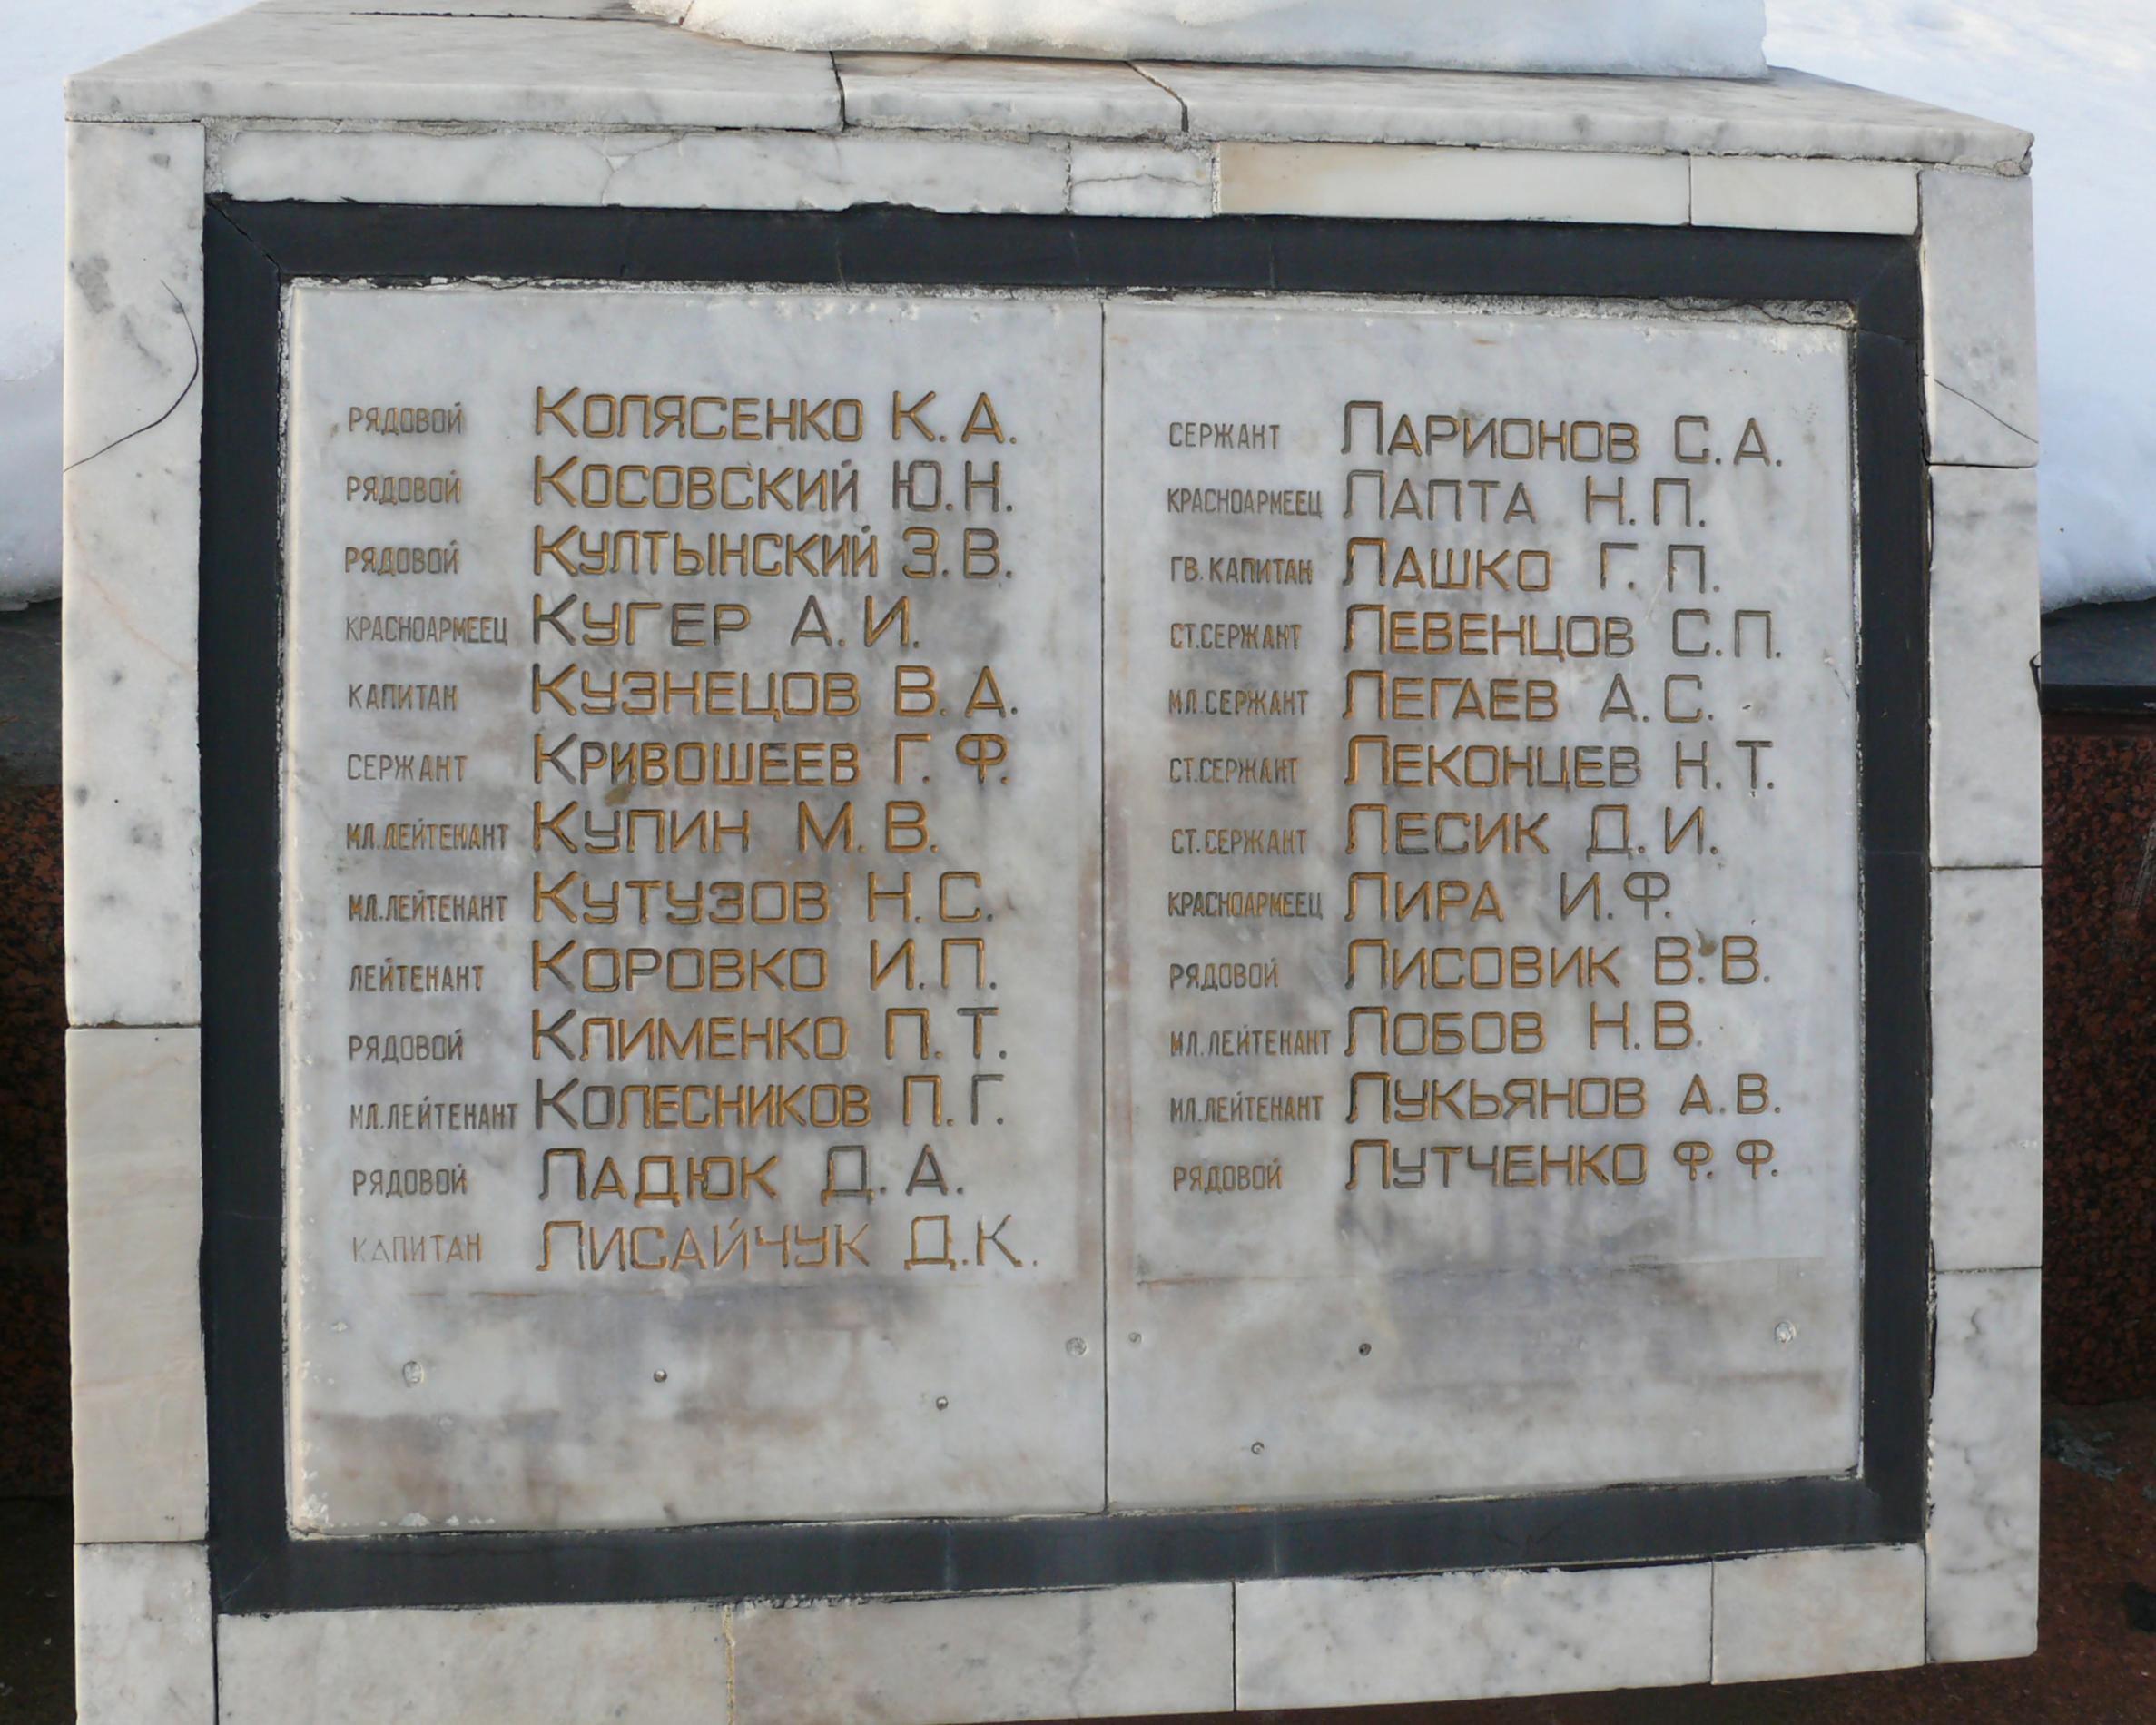 РЯДОВОЙ КОЛЯСЕНКО К.А.
РЯДОВОЙ КОСОВСКИЙ Ю.Н.
РЯДОВОЙ КУЛТЫНСКИЙ З.В.
КРАСНОАРМЕЕЦ КУГЕР А.И.
КАПИТАН КУЗНЕЦОВ В.А.
СЕРЖАНТ КРИВОШЕЕВ Г.Ф.
МЛ.ЛЕЙТЕНАНТ КУПИН М.В.
МЛ.ЛЕЙТЕНАНТ КУТУЗОВ Н.С.
ЛЕЙТЕНАНТ КОРОВКО И.П.
РЯДОВОЙ КЛИМЕНКО П.Т.
МЛ.ЛЕЙТЕНАНТ КОЛЕСНИКОВ П.Г.
РЯДОВОЙ ЛАДЮК Д.А.
КАПИТАН ЛИСАЙЧУК Д.К.
СЕРЖАНТ ЛАРИОНОВ С.А.
КРАСНОАРМЕЕЦ ЛАПТА Н.П.
ГВ.КАПИТАН ЛАШКО Г.П.
СТ.СЕРЖАНТ ЛЕВЕНЦОВ С.П.
МЛ.СЕРЖАНТ ЛЕГАЕВ А.С.
СТ.СЕРЖАНТ ЛЕКОНЦЕВ Н.Т.
СТ.СЕРЖАНТ ЛЕСИК Д.И.
КРАСНОАРМЕЕЦ ЛИРА И.Ф.
РЯДОВОЙ ЛИСОВИК В.В.
МЛ.ЛЕЙТЕНАНТ ЛОБОВ Н.В.
МЛ.ЛЕЙТЕНАНТ ЛУКЬЯНОВ А.В.
РЯДОВОЙ ЛУТЧЕНКО Ф.Ф.